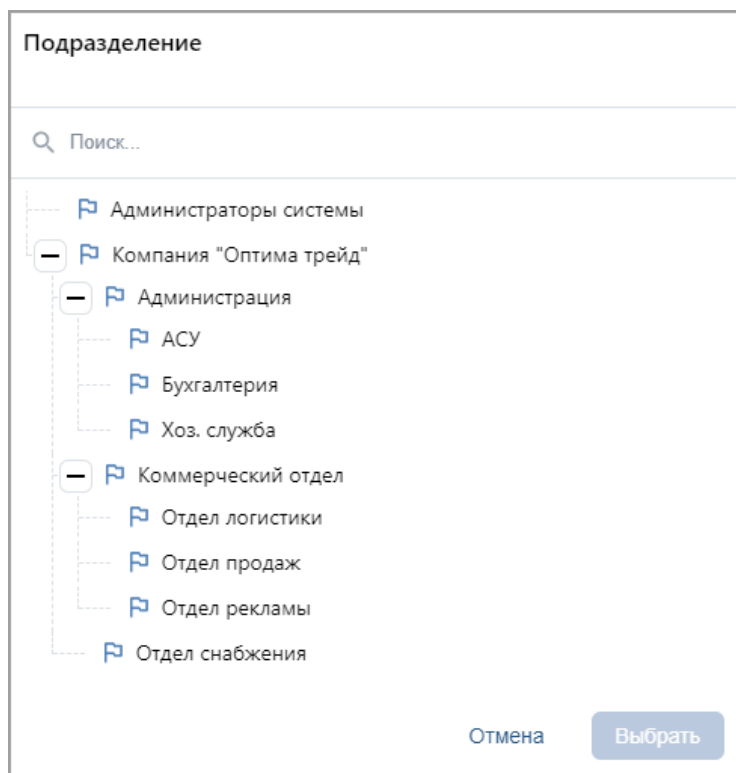 Подразделение
Поиск...
Администраторы системы
Компания "Оптима трейд"
Администрация
АСУ
Бухгалтерия
Хоз. служба
Коммерческий отдел
Отдел логистики
Отдел продаж
Отдел рекламы
Отдел снабжения
Отмена Выбрать